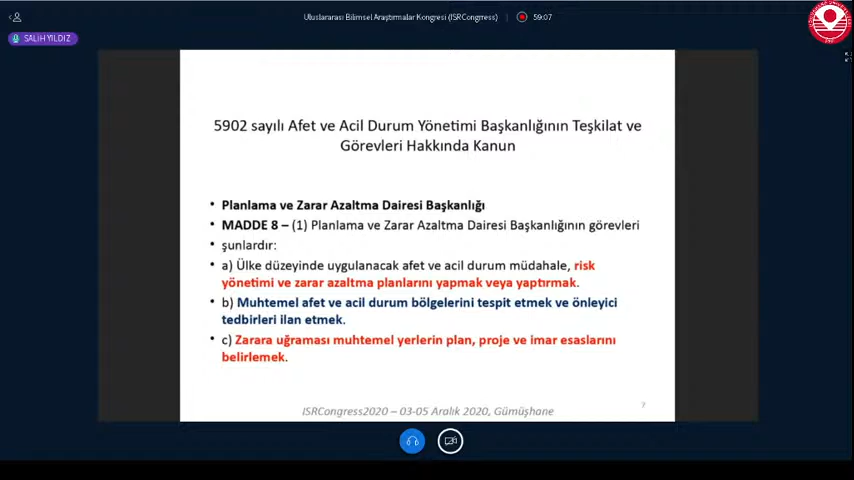 Uluslararası Bilimsel Araştırmalar Kongresi (ISRCongrress)
59:07
SALIH YILDIZ
5902 sayılı Afet ve Acil Durum Yönetimi Başkanlığının Teşkilat ve
Görevleri Hakkında Kanun
• Planlama ve Zarar Azaltma Dairesi Başkanlığı
• MADDE 8 – (1) Planlama ve Zarar Azaltma Dairesi Başkanlığının görevleri
• şunlardır:
• a) Ülke düzeyinde uygulanacak afet ve acil durum müdahale, risk
yönetimi ve zarar azaltma planlarını yapmak veya yaptırmak.
• b) Muhtemel afet ve acil durum bölgelerini tespit etmek ve önleyici
tedbirleri ilan etmek.
• c) Zarara uğraması muhtemel yerlerin plan, proje ve imar esaslarını
belirlemek.
7
ISRCongress2020 – 03-05 Aralık 2020, Gümüşhane